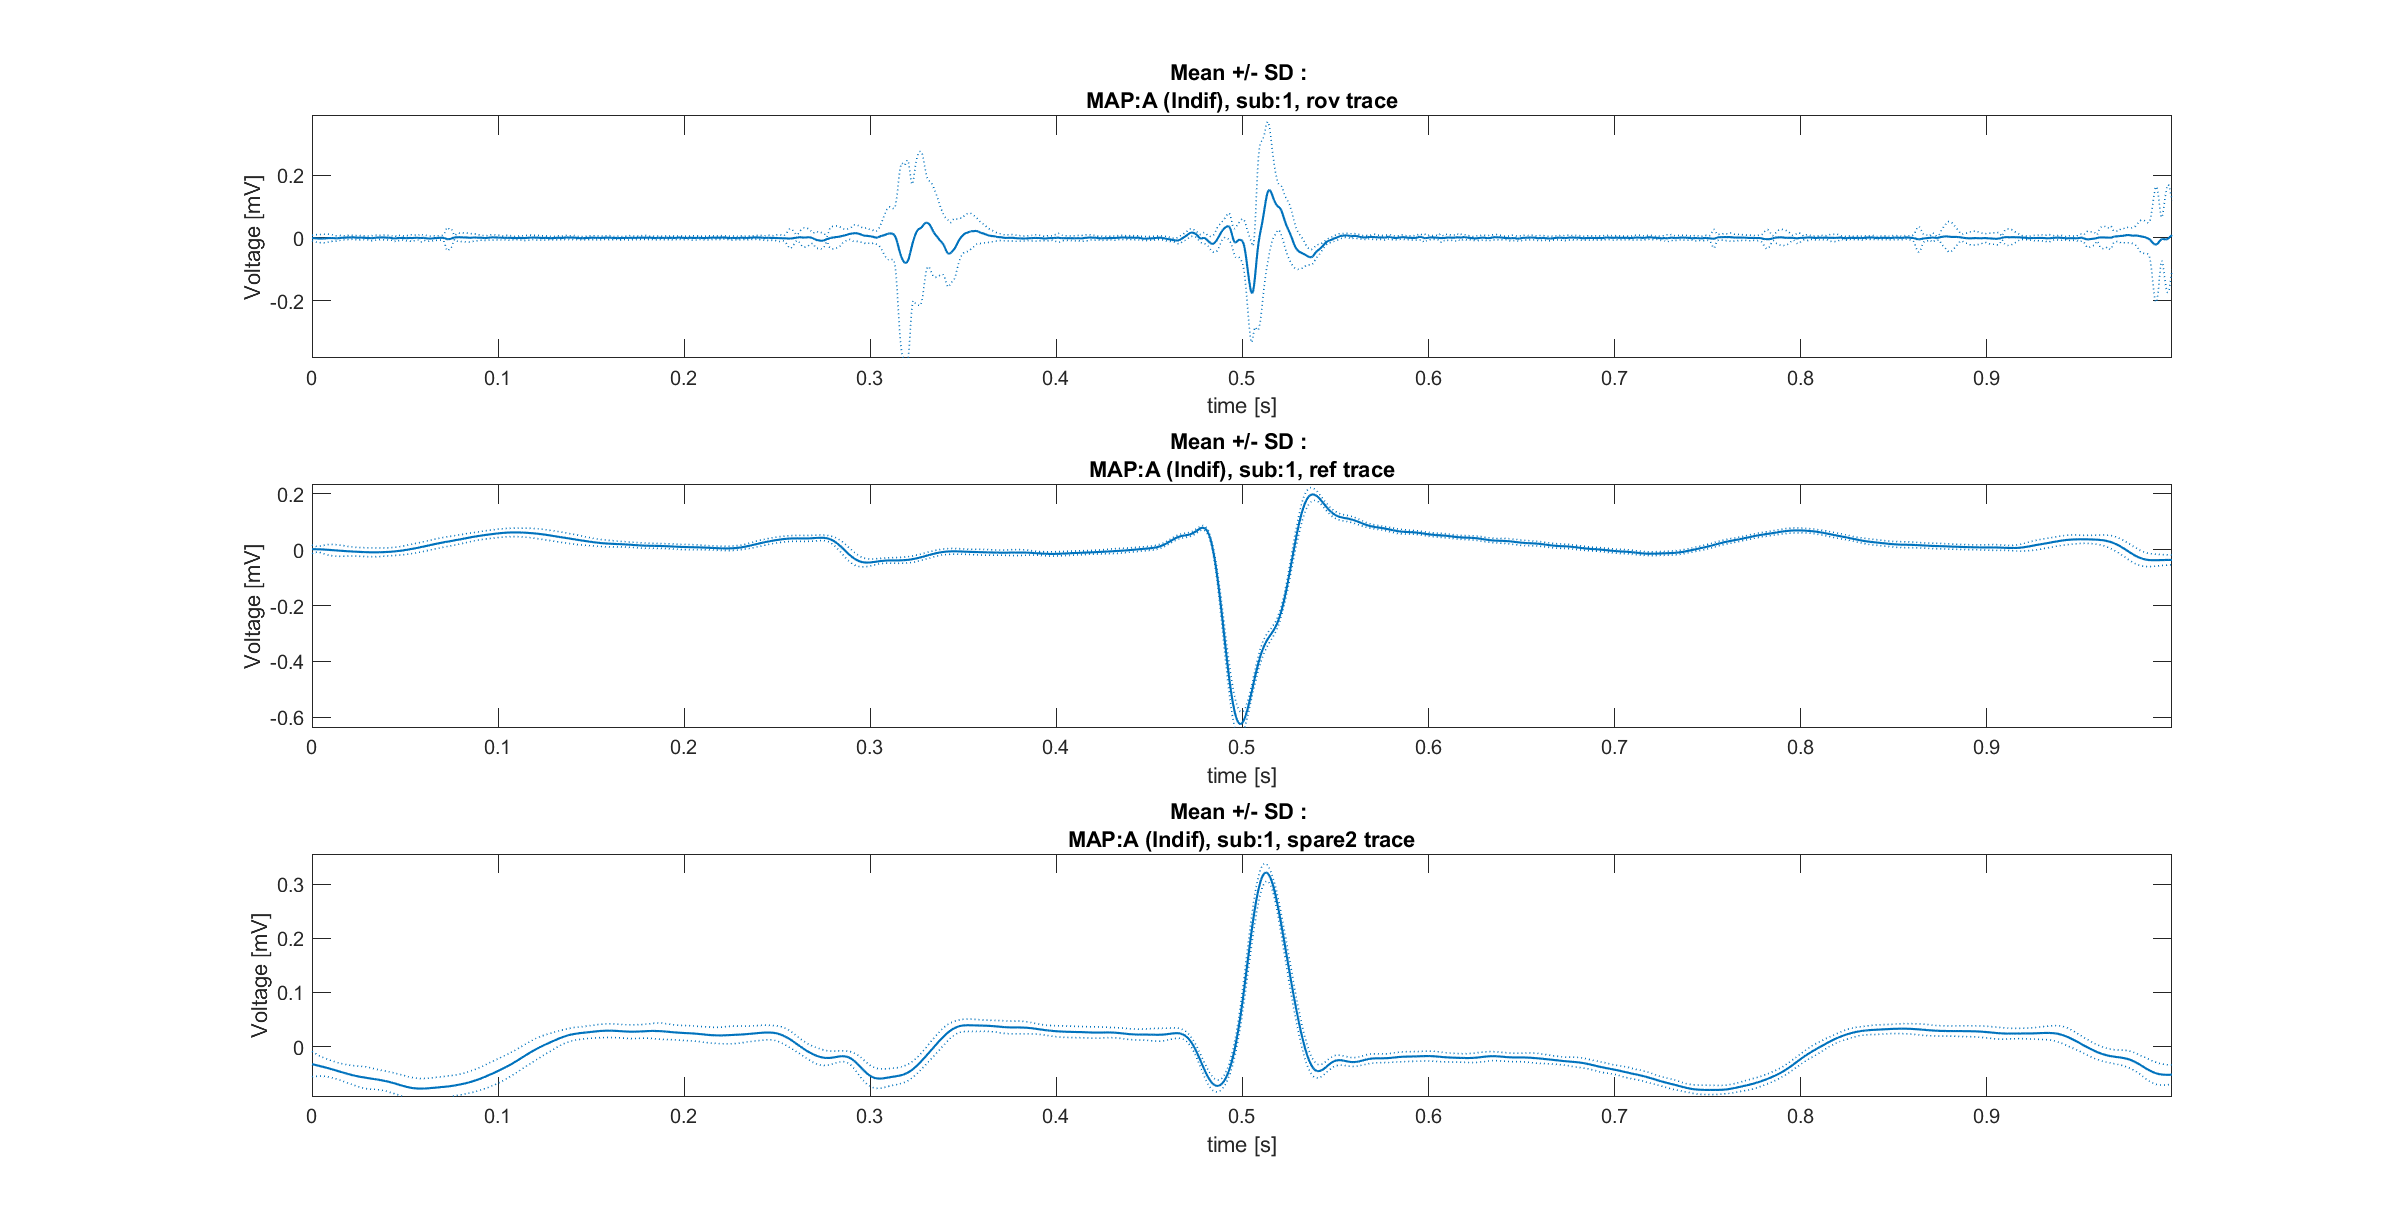 Mean +/- SD :
MAP:A (Indif), sub:1, rov trace
Voltage [mV]
0.2
0
-0.2
0 0.1 0.2 0.3 0.4 0.5 0.6 0.7 0.8 0.9
time [s]
Mean +/- SD :
MAP:A (Indif), sub:1, ref trace
Voltage [mV]
0.2
0
-0.2
-0.4
-0.6
0 0.1 0.2 0.3 0.4 0.5 0.6 0.7 0.8 0.9
time [s]
Mean +/- SD :
MAP:A (Indif), sub:1, spare2 trace
Voltage [mV]
0.3
0.2
0.1
0
0 0.1 0.2 0.3 0.4 0.5 0.6 0.7 0.8 0.9
time [s]